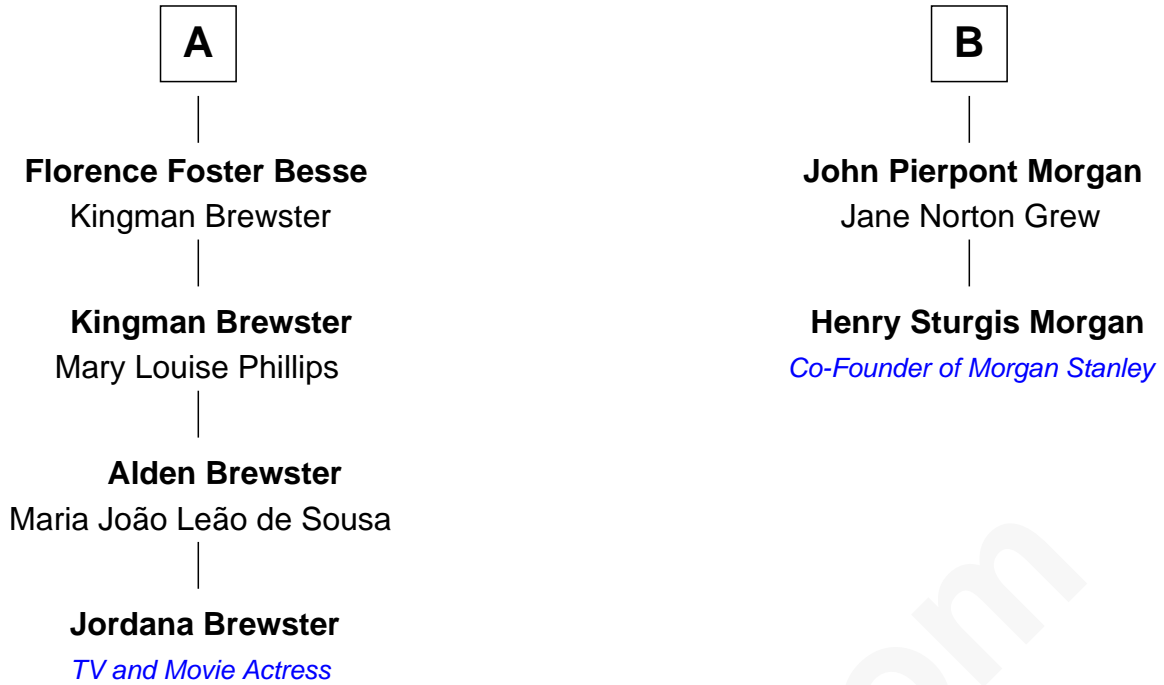 A
Florence Foster Besse
Kingman Brewster
Kingman Brewster
Mary Louise Phillips
Alden Brewster
Maria João Leão de Sousa
Jordana Brewster
TV and Movie Actress
B
John Pierpont Morgan
Jane Norton Grew
Henry Sturgis Morgan
Co-Founder of Morgan Stanley
om